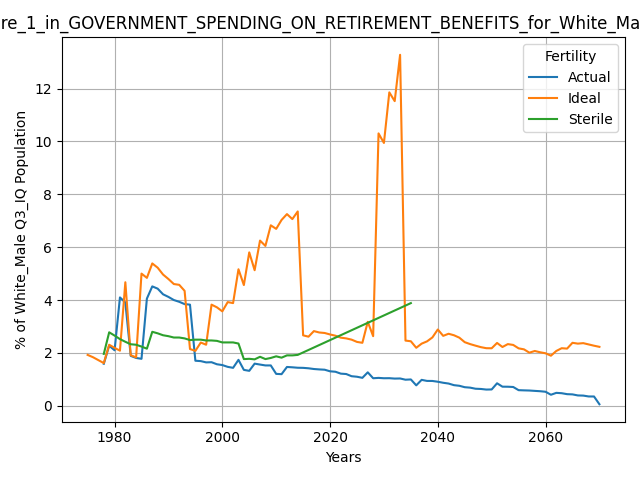 re_1_in_GOVERNMENT_SPENDING_ON_RETIREMENT_BENEFITS_for_White_Ma
Fertility
Actual
Ideal
Sterile
% of White_Male Q3_IQ Population
12
10
8
6
4
2
0
1980 2000 2020 2040 2060
Years